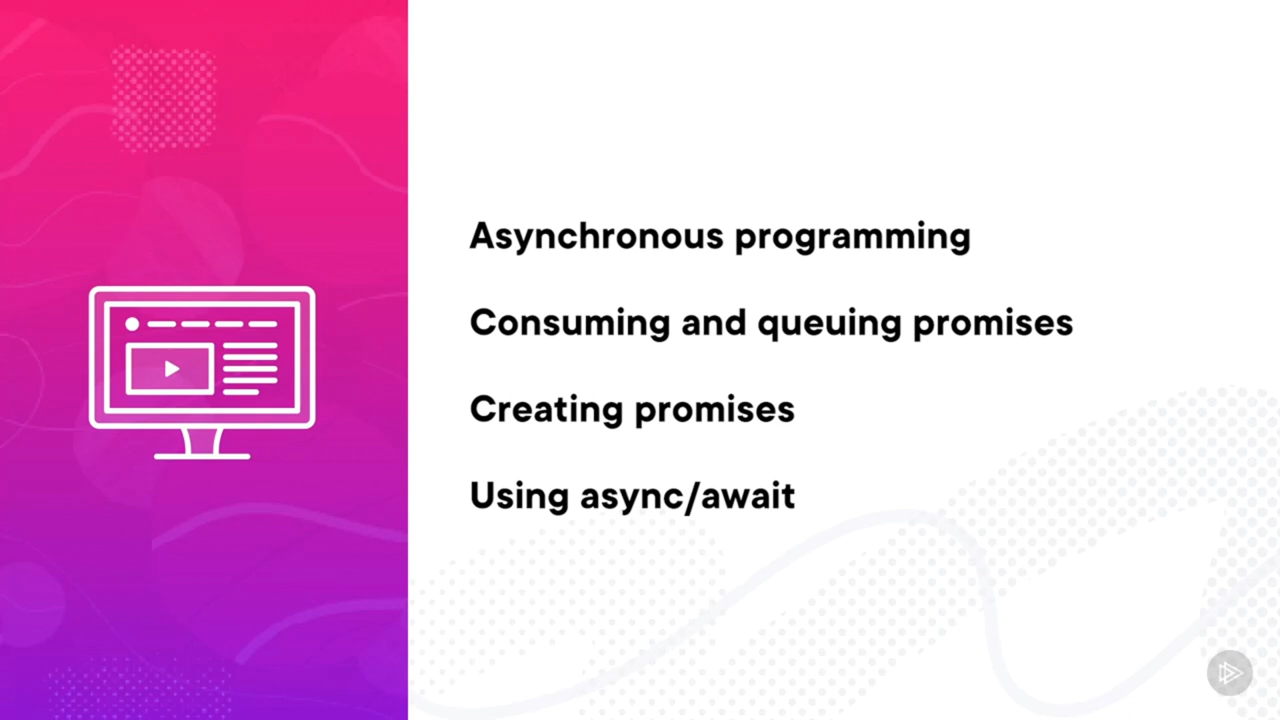 Asynchronous programming
Consuming and queuing promises
Creating promises
Using async/await